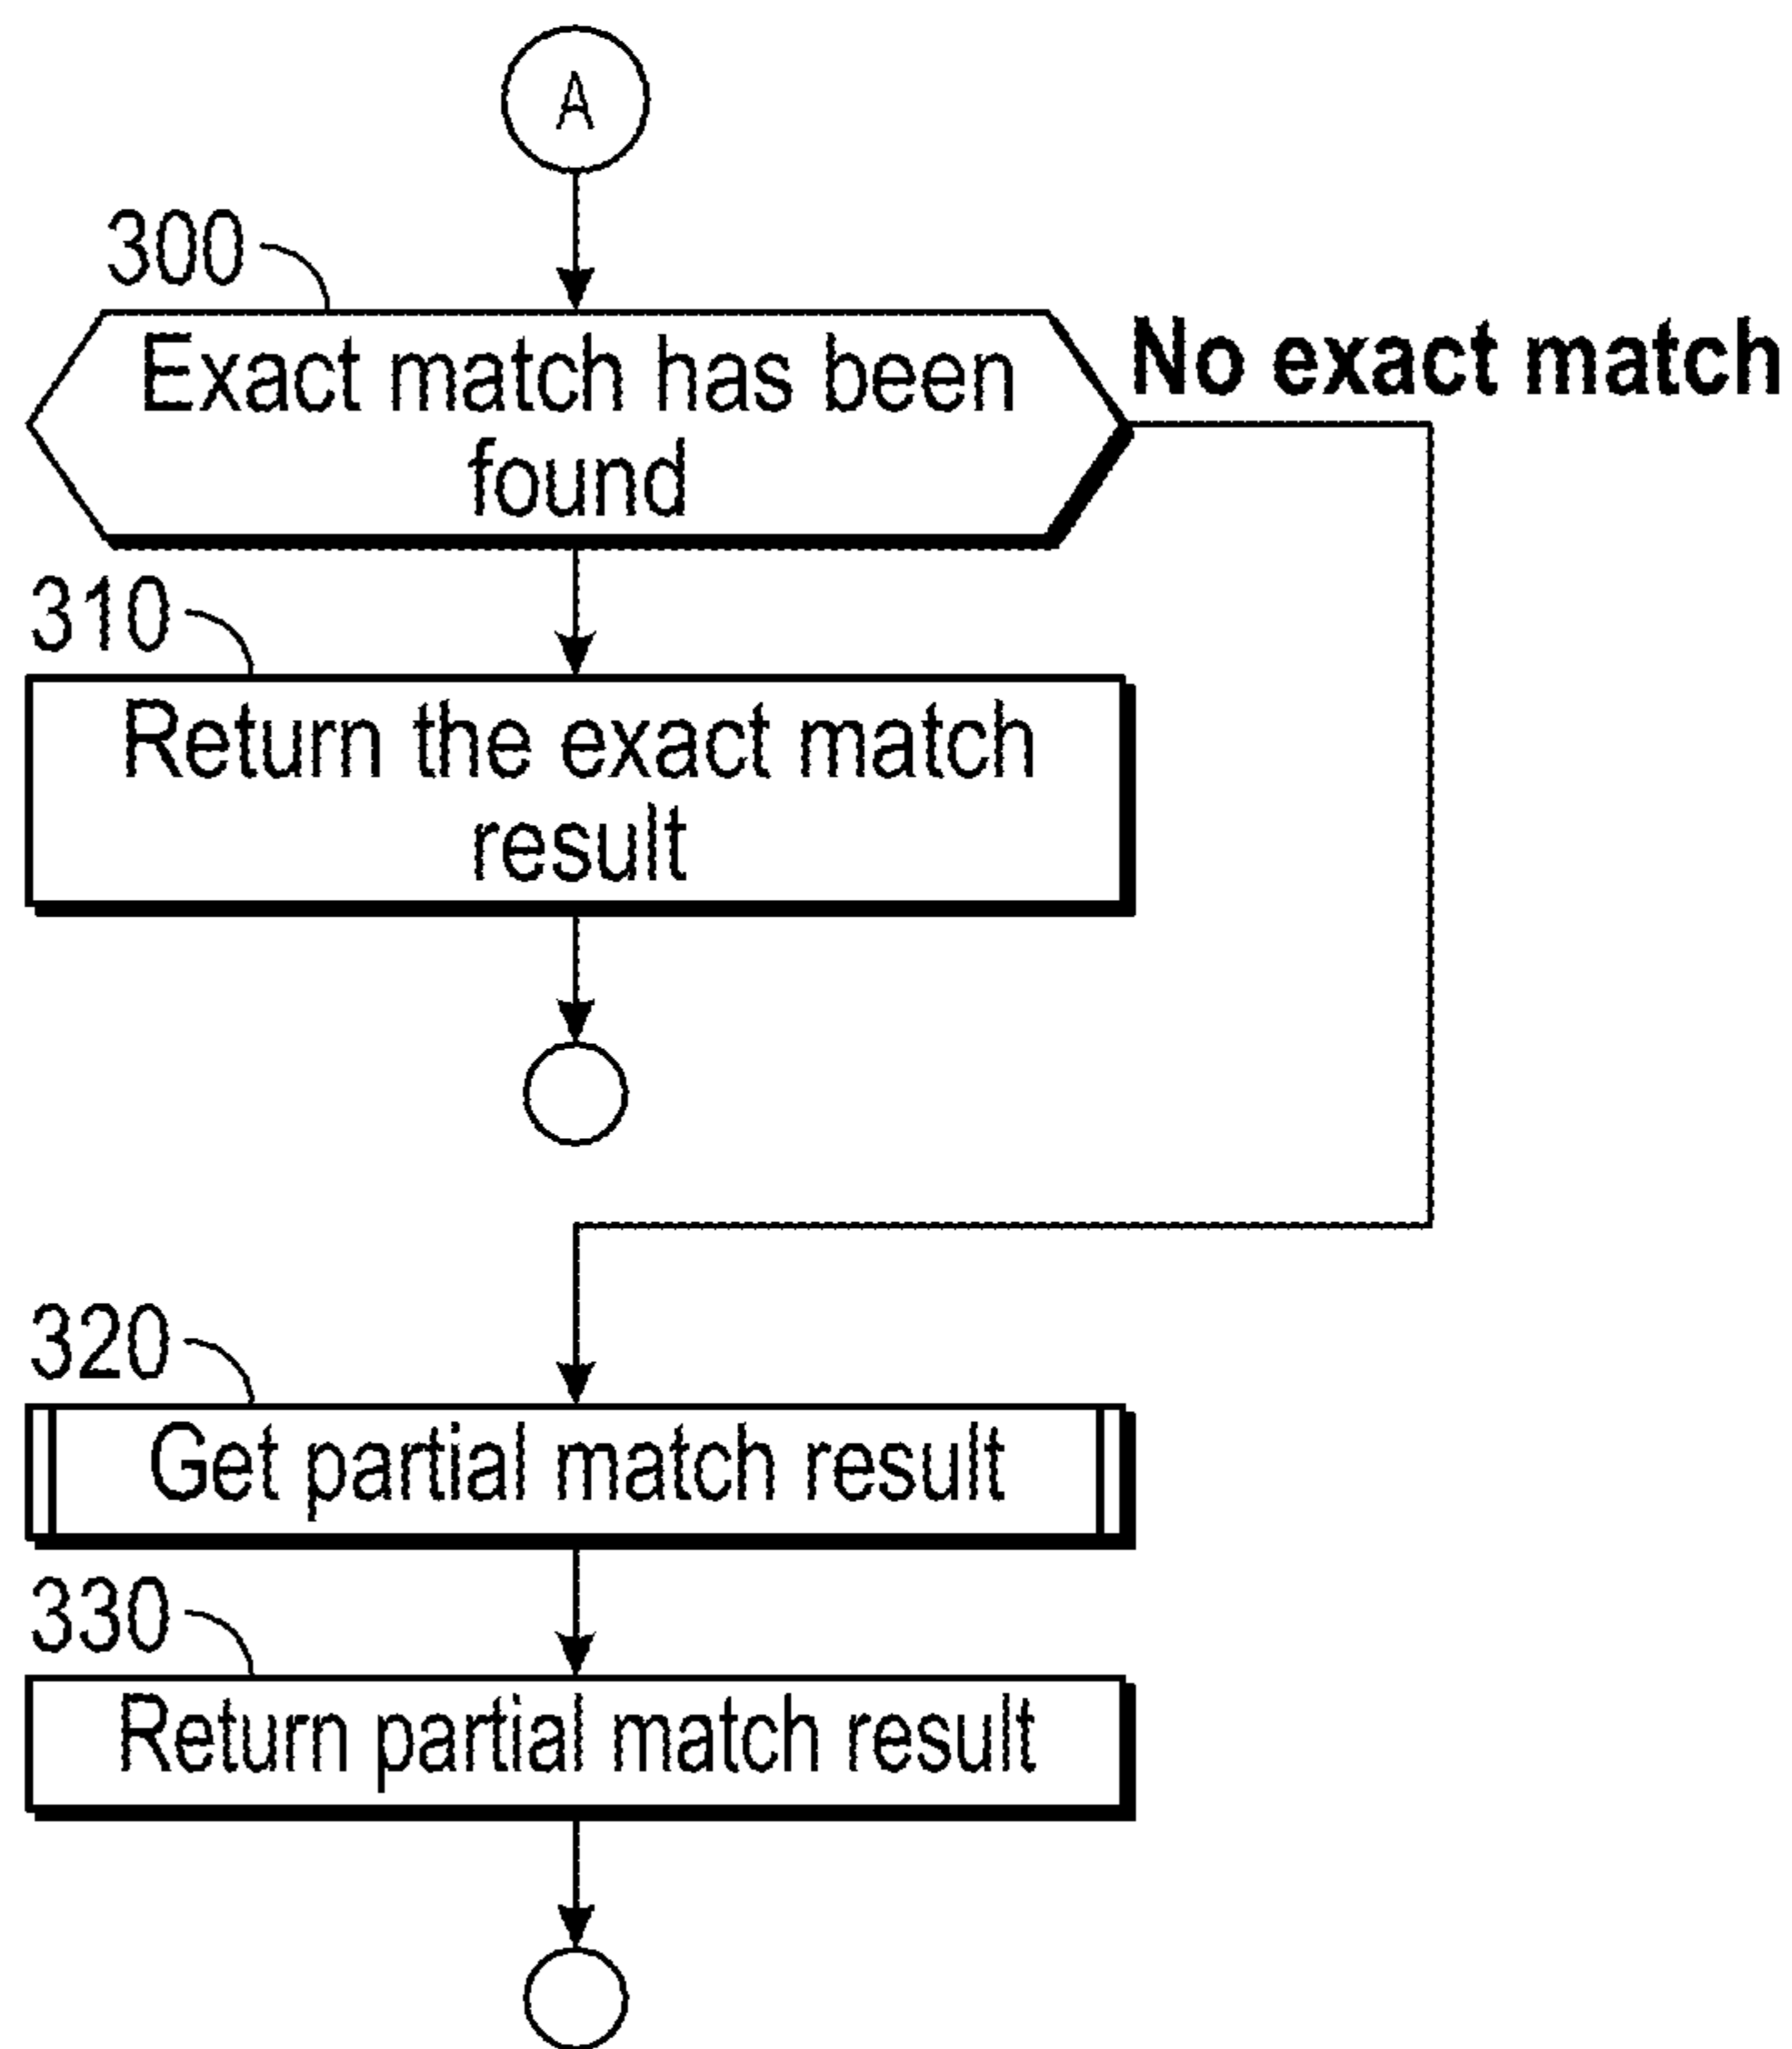 A
300
Exact match has been
found
No exact match
310
Return the exact match
result
320
Get partial match result
330
Return partial match result